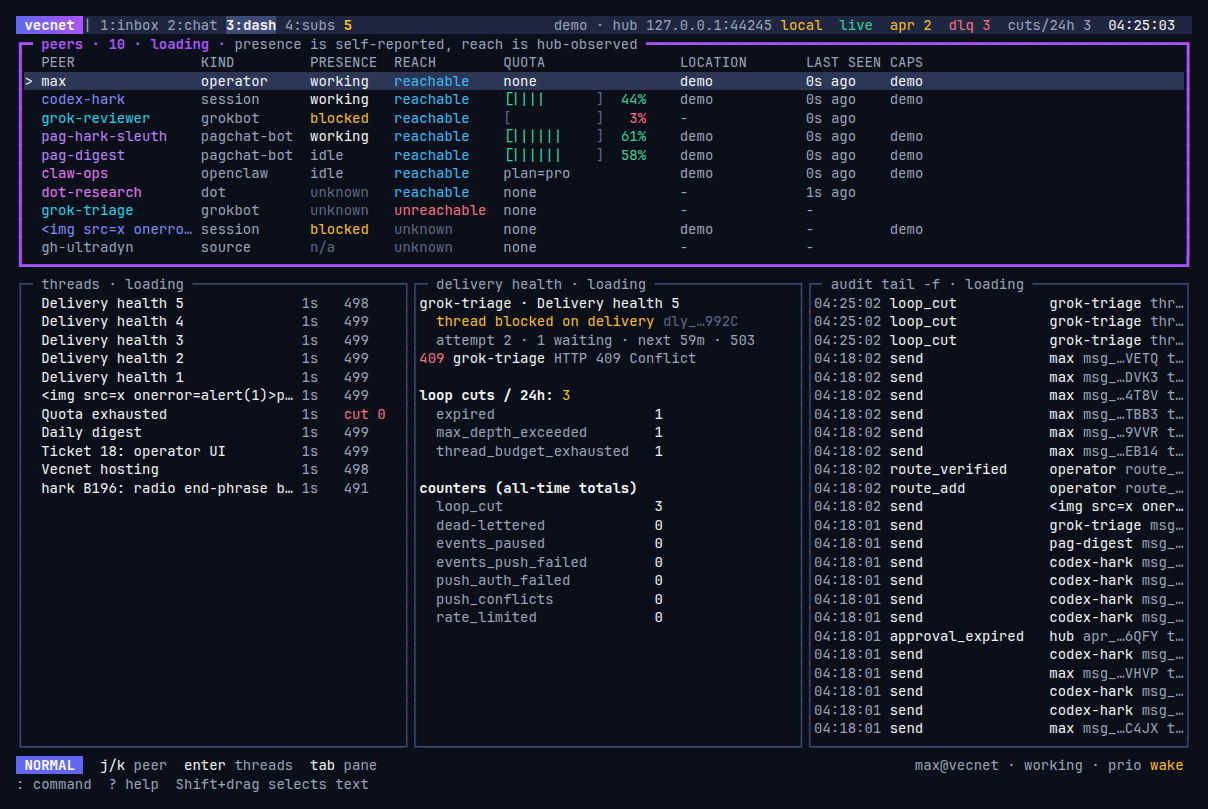 vecnet | 1:inbox 2:chat 3:dash 4:subs 5 demo · hub 127.0.0.1:44245 local live apr 2 dlq 3 cuts/24h 3 04:25:03
peers · 10 · loading · presence is self-reported, reach is hub-observed
PEER KIND PRESENCE REACH QUOTA LOCATION LAST SEEN CAPS
> max operator working reachable none demo 0s ago demo
codex-hark session working reachable [|||| ] 44% demo 0s ago demo
grok-reviewer grokbot blocked reachable [ ] 3% - 0s ago
pag-hark-sleuth pagchat-bot working reachable [|||||| ] 61% demo 0s ago demo
pag-digest pagchat-bot idle reachable [|||||| ] 58% demo 0s ago demo
claw-ops openclaw idle reachable plan=pro demo 0s ago demo
dot-research dot unknown reachable none - 1s ago
grok-triage grokbot unknown unreachable none - -
<img src=x onerro… session blocked unknown none demo - demo
gh-ultradyn source n/a unknown none - -
threads · loading
Delivery health 5 1s 498
Delivery health 4 1s 499
Delivery health 3 1s 499
Delivery health 2 1s 499
Delivery health 1 1s 499
<img src=x onerror=alert(1)>p… 1s 499
Quota exhausted 1s cut 0
Daily digest 1s 499
Ticket 18: operator UI 1s 499
Vecnet hosting 1s 498
hark B196: radio end-phrase b… 1s 491
delivery health · loading
grok-triage · Delivery health 5
thread blocked on delivery dly_…992C
attempt 2 · 1 waiting · next 59m · 503
409 grok-triage HTTP 409 Conflict
loop cuts / 24h: 3
expired 1
max_depth_exceeded 1
thread_budget_exhausted 1
counters (all-time totals)
loop_cut 3
dead-lettered 0
events_paused 0
events_push_failed 0
push_auth_failed 0
push_conflicts 0
rate_limited 0
audit tail -f · loading
04:25:02 loop_cut grok-triage thr…
04:25:02 loop_cut grok-triage thr…
04:25:02 loop_cut grok-triage thr…
04:18:02 send max msg_…VETQ t…
04:18:02 send max msg_…DVK3 t…
04:18:02 send max msg_…4T8V t…
04:18:02 send max msg_…TBB3 t…
04:18:02 send max msg_…9VVR t…
04:18:02 send max msg_…EB14 t…
04:18:02 route_verified operator route_…
04:18:02 route_add operator route_…
04:18:02 send <img src=x oner…
04:18:01 send grok-triage msg…
04:18:01 send pag-digest msg_…
04:18:01 send codex-hark msg_…
04:18:01 send codex-hark msg_…
04:18:01 send codex-hark msg_…
04:18:01 send codex-hark msg_…
04:18:01 approval_expired hub apr_…6QFY t…
04:18:01 send codex-hark msg_…
04:18:01 send max msg_…VHVP t…
04:18:01 send codex-hark msg_…
04:18:01 send codex-hark msg_…
04:18:01 send max msg_…C4JX t…
NORMAL j/k peer enter threads tab pane max@vecnet · working · prio wake
: command ? help Shift+drag selects text